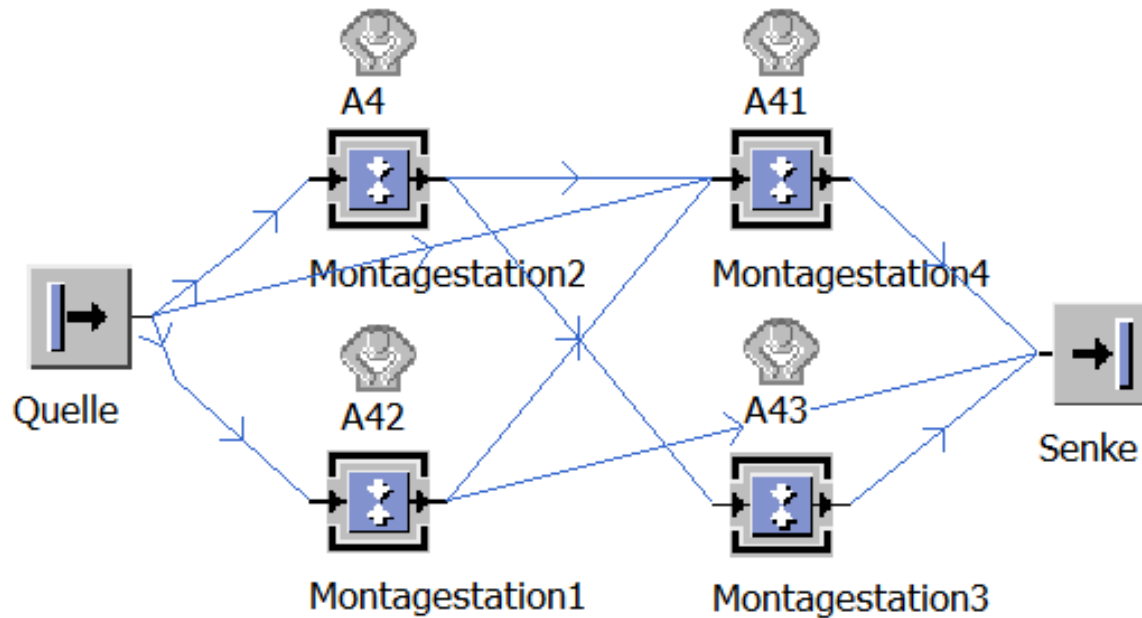 A4
A41
Montagestation2
Montagestation4
Quelle
A42
A43
Senke
Montagestation1
Montagestation3